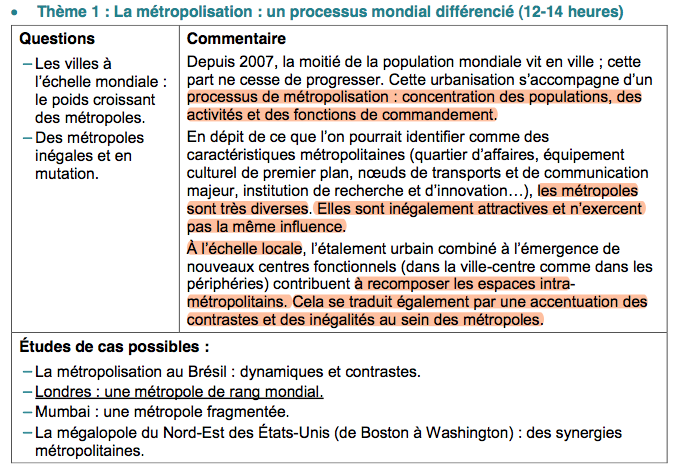 • Thème 1 : La métropolisation : un processus mondial différencié (12-14 heures)
Questions
– Les villes à
l’échelle mondiale :
le poids croissant
des métropoles.
– Des métropoles
inégales et en
mutation.
Commentaire
Depuis 2007, la moitié de la population mondiale vit en ville ; cette
part ne cesse de progresser. Cette urbanisation s’accompagne d’un
processus de métropolisation : concentration des populations, des
activités et des fonctions de commandement.
En dépit de ce que l’on pourrait identifier comme des
caractéristiques métropolitaines (quartier d’affaires, équipement
culturel de premier plan, nœuds de transports et de communication
majeur, institution de recherche et d’innovation…), les métropoles
sont très diverses. Elles sont inégalement attractives et n’exercent
pas la même influence.
À l’échelle locale, l’étalement urbain combiné à l’émergence de
nouveaux centres fonctionnels (dans la ville-centre comme dans les
périphéries) contribuent à recomposer les espaces intra-
métropolitains. Cela se traduit également par une accentuation des
contrastes et des inégalités au sein des métropoles.
Études de cas possibles :
– La métropolisation au Brésil : dynamiques et contrastes.
– Londres : une métropole de rang mondial.
– Mumbai : une métropole fragmentée.
– La mégalopole du Nord-Est des États-Unis (de Boston à Washington) : des synergies
métropolitaines.